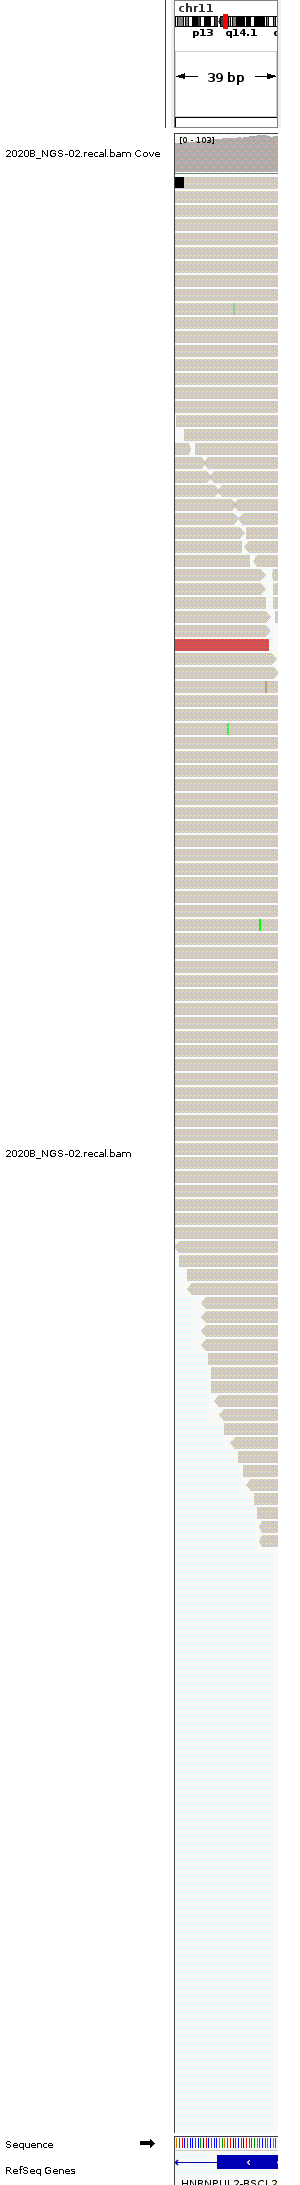 chr11
p13 q14.1
39 bp
[0 - 103]
2020B_NGS-02.recal.bam Cove
2020B_NGS-02.recal.bam
Sequence
RefSeq Genes
HNRNPUL2-BSCL2